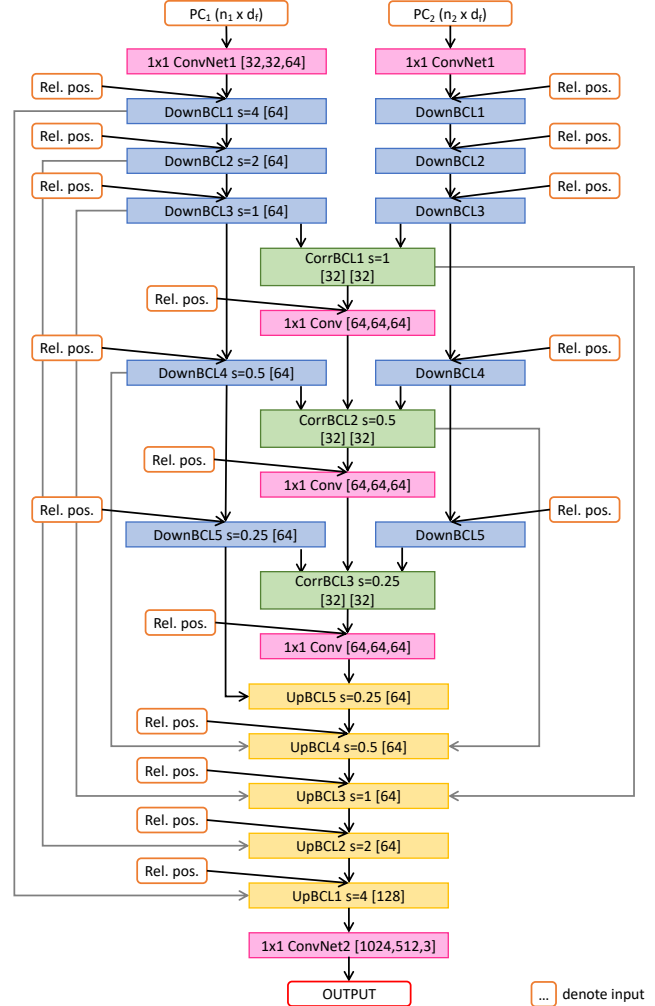 PC₁ (n₁ x d_f) PC₂ (n₂ x d_f)
1x1 ConvNet1 [32,32,64] 1x1 ConvNet1
Rel. pos. Rel. pos.
DownBCL1 s=4 [64] DownBCL1
Rel. pos. Rel. pos.
DownBCL2 s=2 [64] DownBCL2
Rel. pos. Rel. pos.
DownBCL3 s=1 [64] DownBCL3
CorrBCL1 s=1
[32] [32]
Rel. pos.
1x1 Conv [64,64,64]
Rel. pos. Rel. pos.
DownBCL4 s=0.5 [64] DownBCL4
CorrBCL2 s=0.5
[32] [32]
Rel. pos.
1x1 Conv [64,64,64]
Rel. pos. Rel. pos.
DownBCL5 s=0.25 [64] DownBCL5
CorrBCL3 s=0.25
[32] [32]
Rel. pos.
1x1 Conv [64,64,64]
UpBCL5 s=0.25 [64]
Rel. pos.
UpBCL4 s=0.5 [64]
Rel. pos.
UpBCL3 s=1 [64]
Rel. pos.
UpBCL2 s=2 [64]
Rel. pos.
UpBCL1 s=4 [128]
1x1 ConvNet2 [1024,512,3]
OUTPUT
... denote input